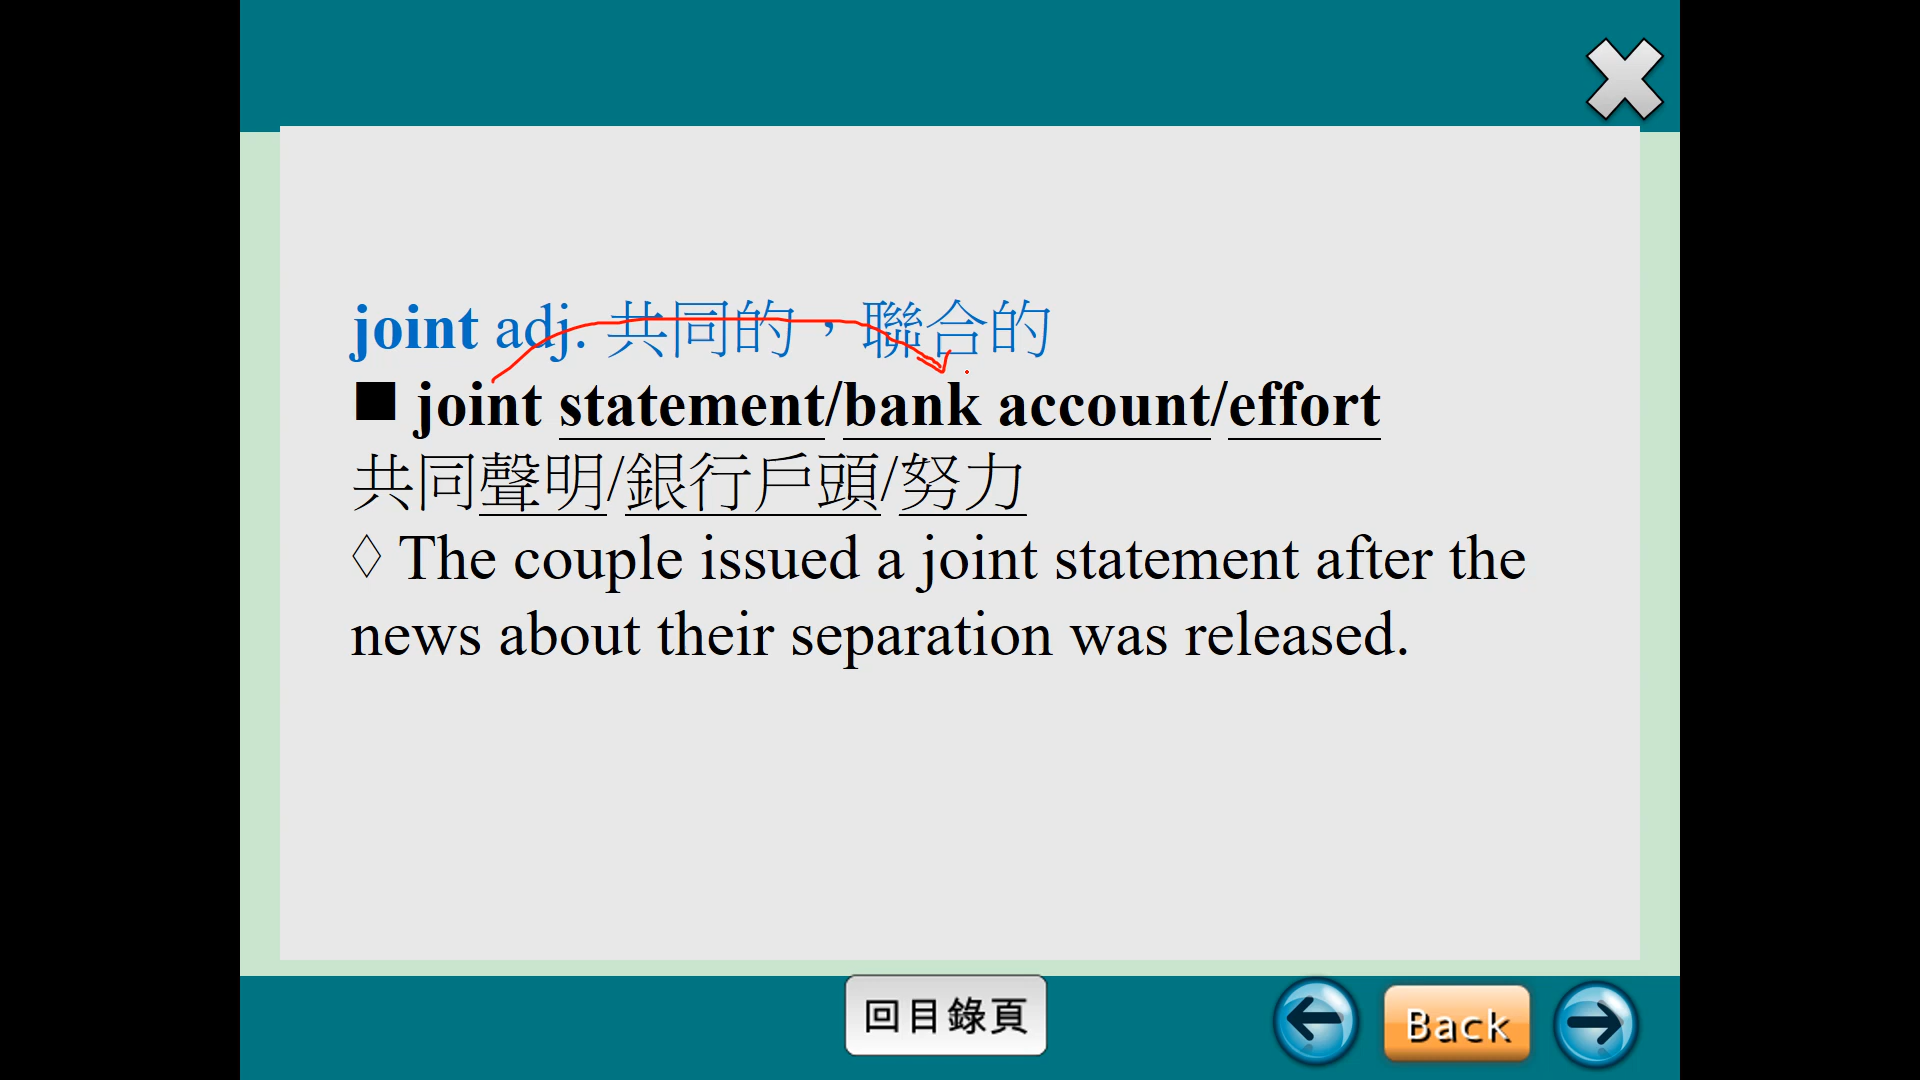 joint adj. 共同的，聯合的
■ joint statement/bank account/effort
共同聲明/銀行戶頭/努力
◊ The couple issued a joint statement after the
news about their separation was released.
回目錄頁
Back